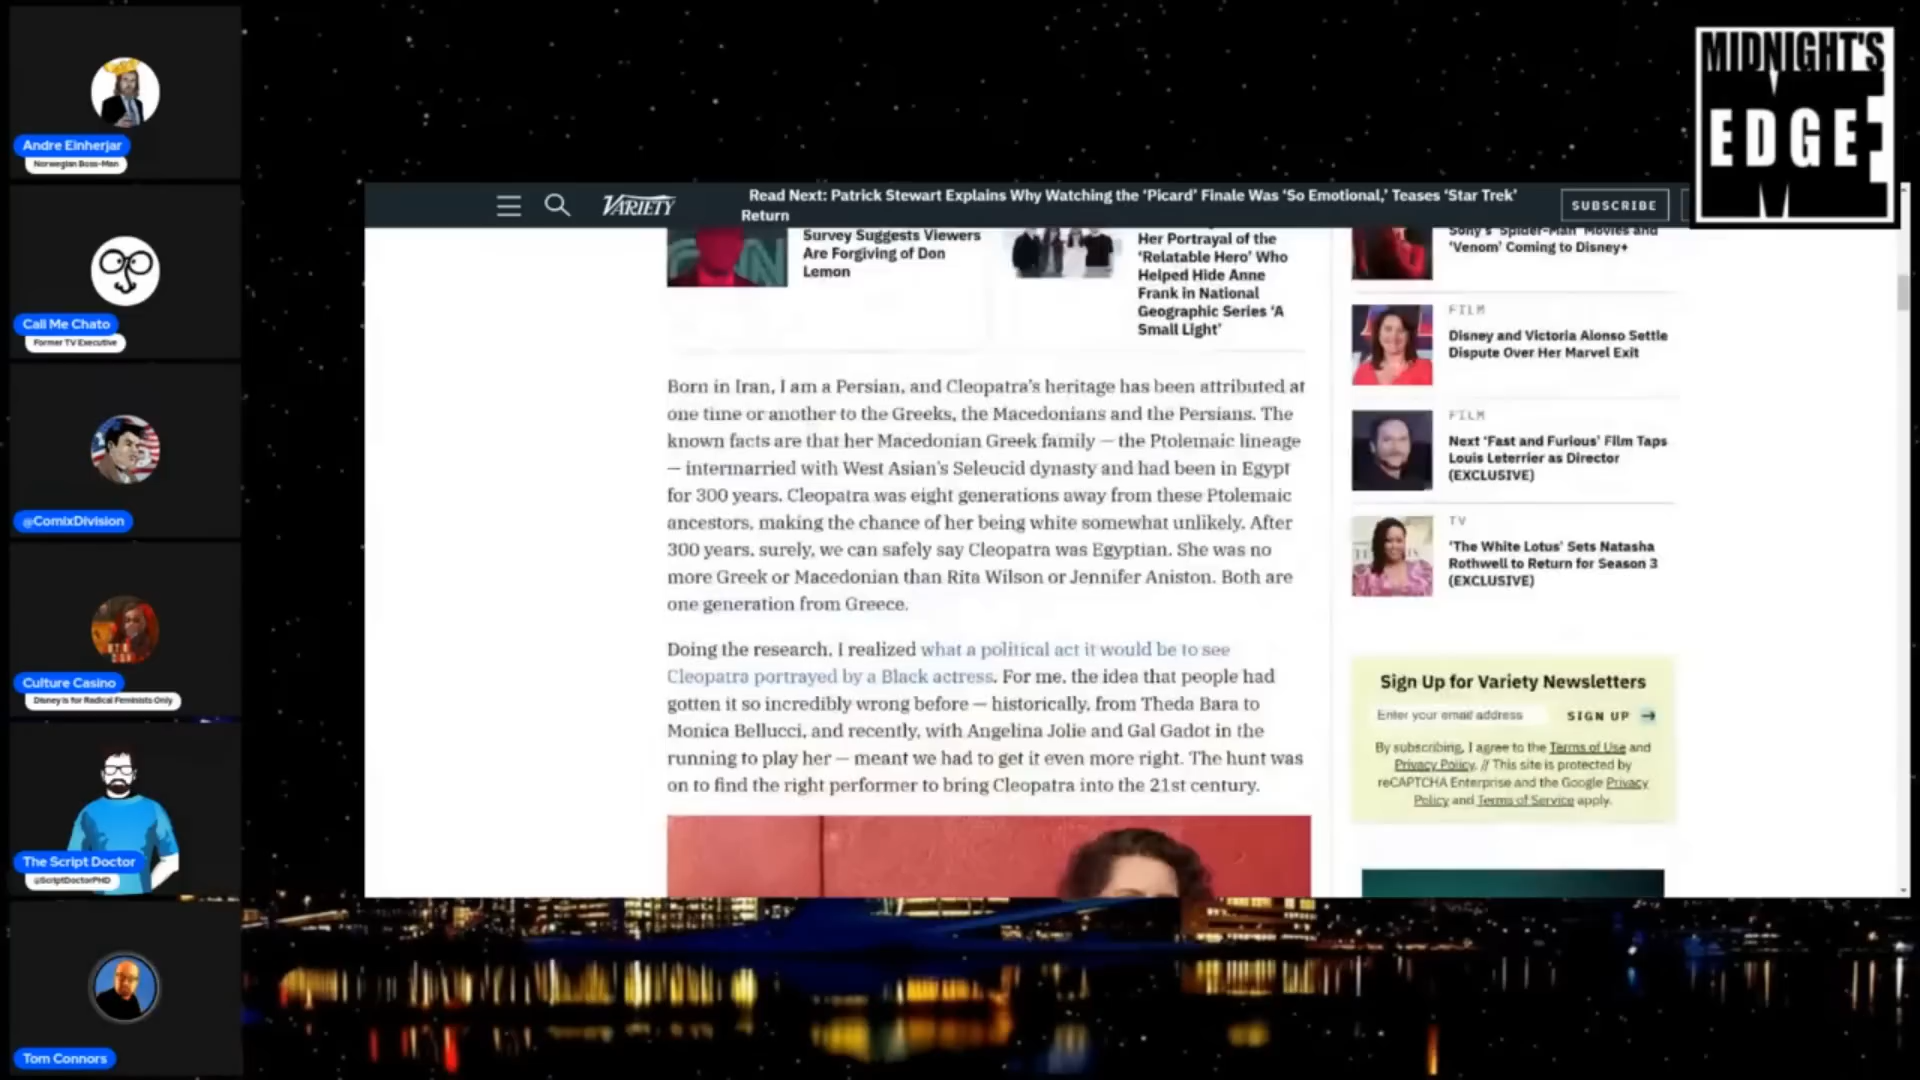 Andre Einherjar
Norwegian Boss-Man
Call Me Chato
Former TV Executive
@ComixDivision
Culture Casino
Disney is for Radical Feminists Only
The Script Doctor
@ScriptDoctorPHD
Tom Connors
MIDNIGHT'S
EDGE
VARIETY
Read Next: Patrick Stewart Explains Why Watching the ‘Picard’ Finale Was ‘So Emotional,’ Teases ‘Star Trek’
Return
SUBSCRIBE
Survey Suggests Viewers
Are Forgiving of Don
Lemon
Her Portrayal of the
‘Relatable Hero’ Who
Helped Hide Anne
Frank in National
Geographic Series ‘A
Small Light’
Born in Iran, I am a Persian, and Cleopatra’s heritage has been attributed at
one time or another to the Greeks, the Macedonians and the Persians. The
known facts are that her Macedonian Greek family — the Ptolemaic lineage
— intermarried with West Asian’s Seleucid dynasty and had been in Egypt
for 300 years. Cleopatra was eight generations away from these Ptolemaic
ancestors, making the chance of her being white somewhat unlikely. After
300 years, surely, we can safely say Cleopatra was Egyptian. She was no
more Greek or Macedonian than Rita Wilson or Jennifer Aniston. Both are
one generation from Greece.
Doing the research, I realized what a political act it would be to see
Cleopatra portrayed by a Black actress. For me, the idea that people had
gotten it so incredibly wrong before — historically, from Theda Bara to
Monica Bellucci, and recently, with Angelina Jolie and Gal Gadot in the
running to play her — meant we had to get it even more right. The hunt was
on to find the right performer to bring Cleopatra into the 21st century.
Sony’s ‘Spider-Man’ Movies and
‘Venom’ Coming to Disney+
FILM
Disney and Victoria Alonso Settle
Dispute Over Her Marvel Exit
FILM
Next ‘Fast and Furious’ Film Taps
Louis Leterrier as Director
(EXCLUSIVE)
TV
‘The White Lotus’ Sets Natasha
Rothwell to Return for Season 3
(EXCLUSIVE)
Sign Up for Variety Newsletters
Enter your email address SIGN UP →
By subscribing, I agree to the Terms of Use and
Privacy Policy. // This site is protected by
reCAPTCHA Enterprise and the Google Privacy
Policy and Terms of Service apply.